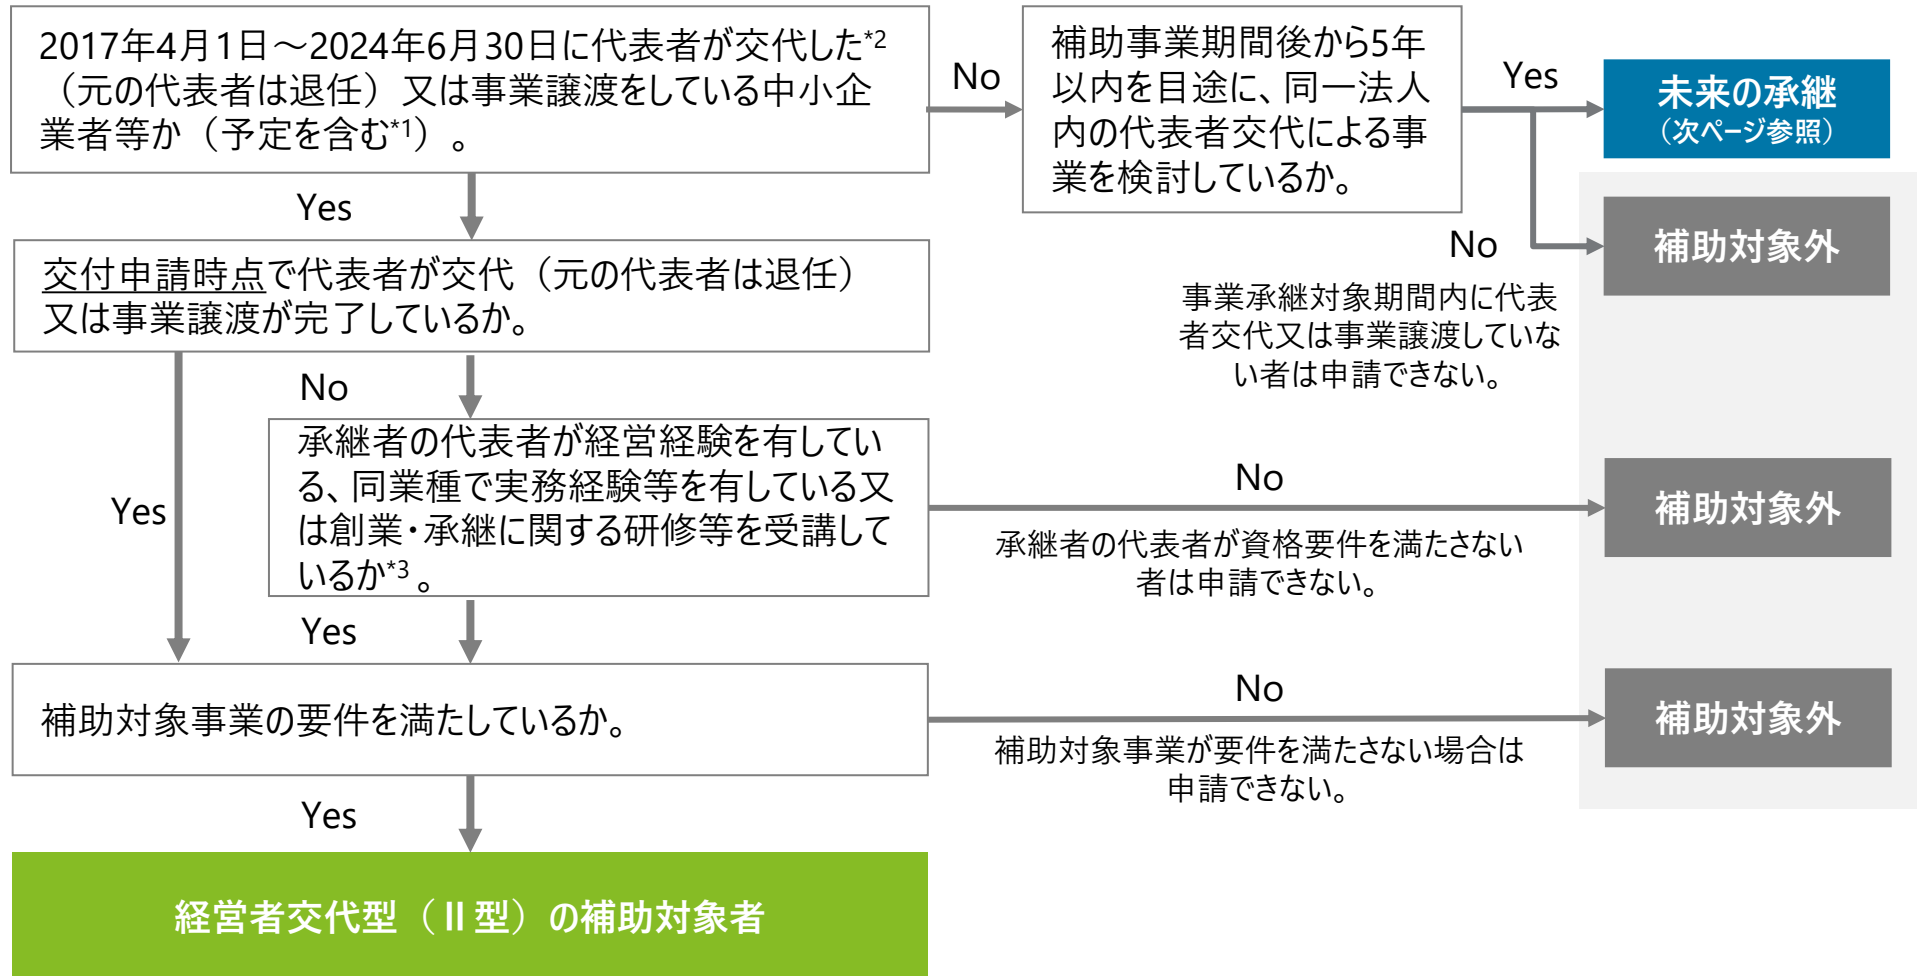 2017年4月1日～2024年6月30日に代表者が交代した*2
（元の代表者は退任）又は事業譲渡をしている中小企
業者等か（予定を含む*1）。
No
補助事業期間後から5年
以内を目途に、同一法人
内の代表者交代による事
業を検討しているか。
Yes
未来の承継
（次ページ参照）
No
補助対象外
事業承継対象期間内に代表
者交代又は事業譲渡していな
い者は申請できない。
Yes
交付申請時点で代表者が交代（元の代表者は退任）
又は事業譲渡が完了しているか。
Yes
No
承継者の代表者が経営経験を有してい
る、同業種で実務経験等を有している又
は創業・承継に関する研修等を受講して
いるか*3。
No
補助対象外
承継者の代表者が資格要件を満たさない
者は申請できない。
Yes
補助対象事業の要件を満たしているか。
No
補助対象外
補助対象事業が要件を満たさない場合は
申請できない。
Yes
経営者交代型（Ⅱ型）の補助対象者